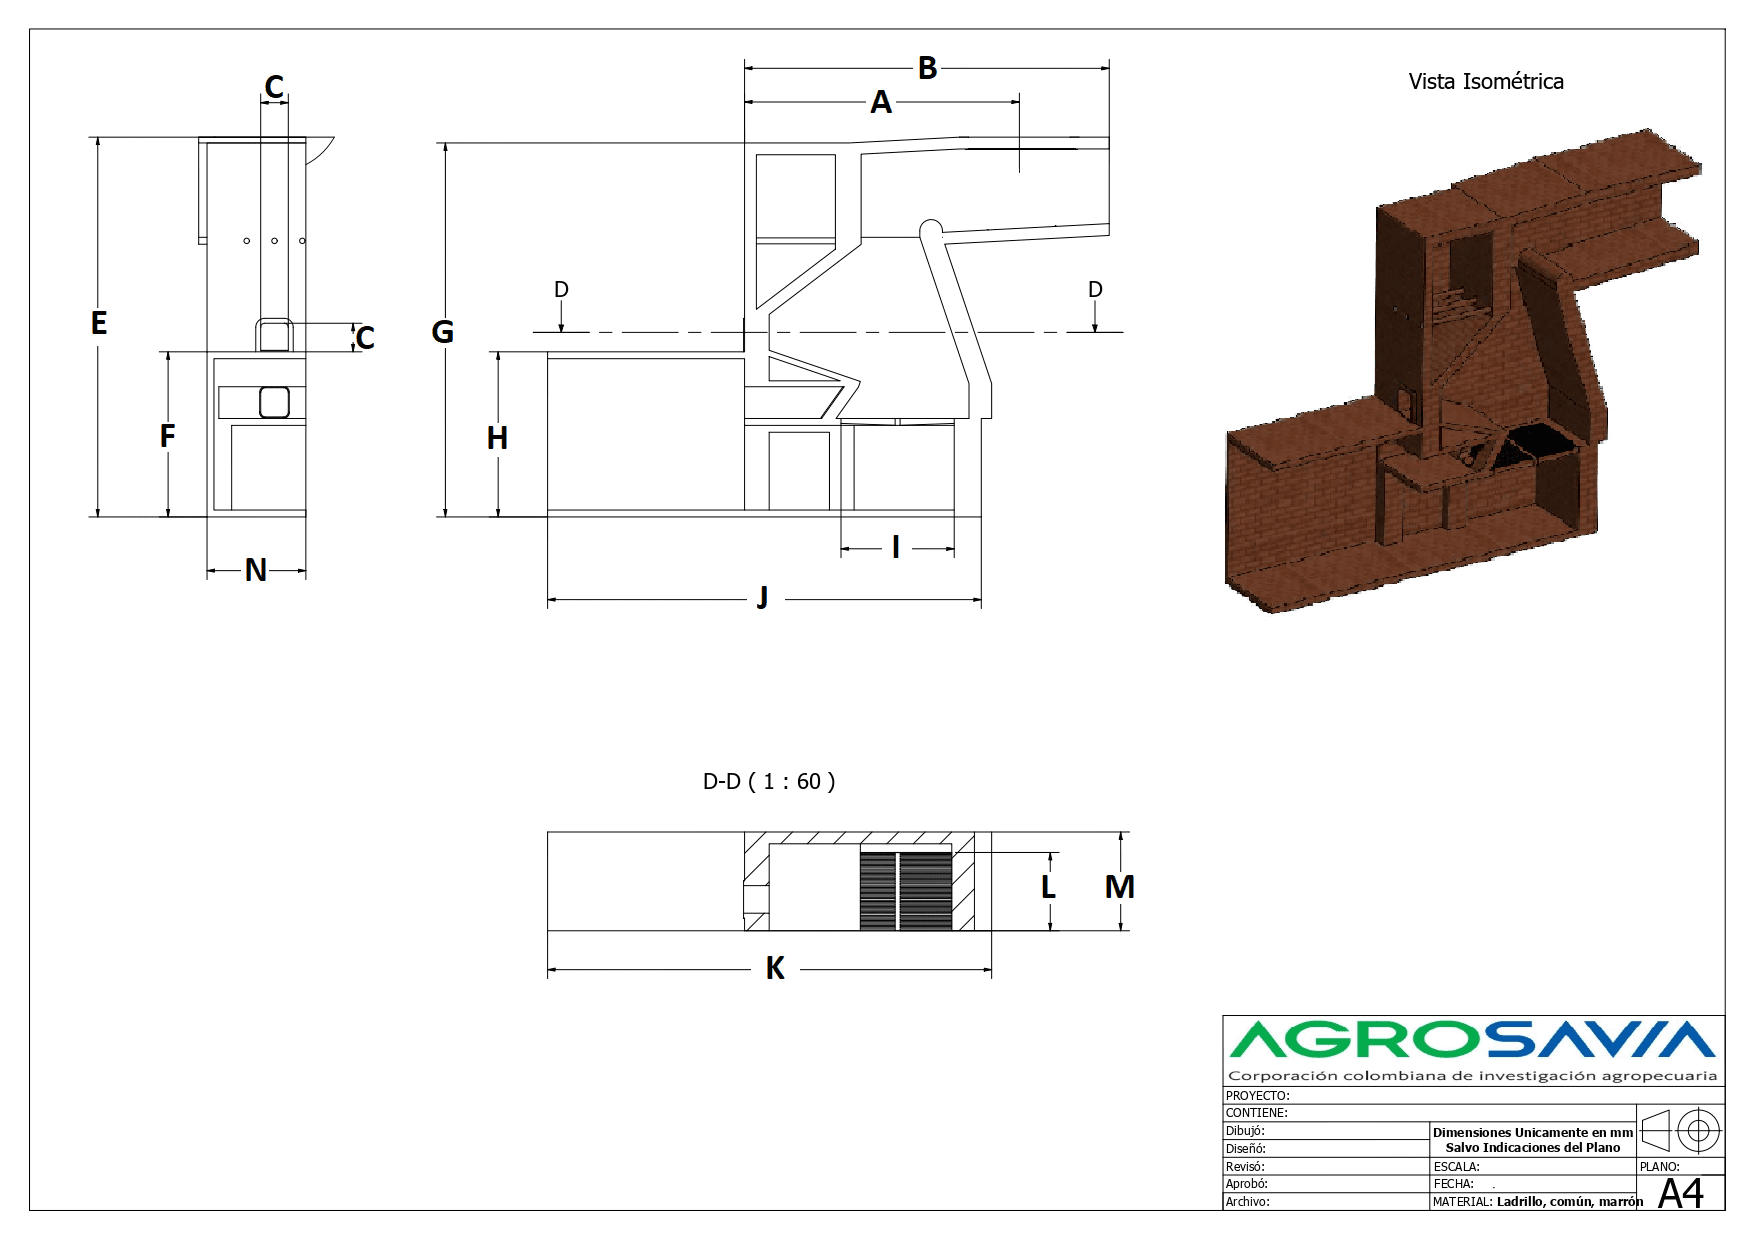 B
Vista Isométrica
C
A
D
D
E
G
C
F
H
I
N
J
D-D ( 1 : 60 )
L
M
K
AGROSAVIA
Corporación colombiana de investigación agropecuaria
PROYECTO:
CONTIENE:
Dibujó:
Dimensiones Unicamente en mm
Diseñó:
Salvo Indicaciones del Plano
Revisó:
ESCALA:
PLANO:
Aprobó:
FECHA: .
A4
Archivo:
MATERIAL: Ladrillo, común, marrón